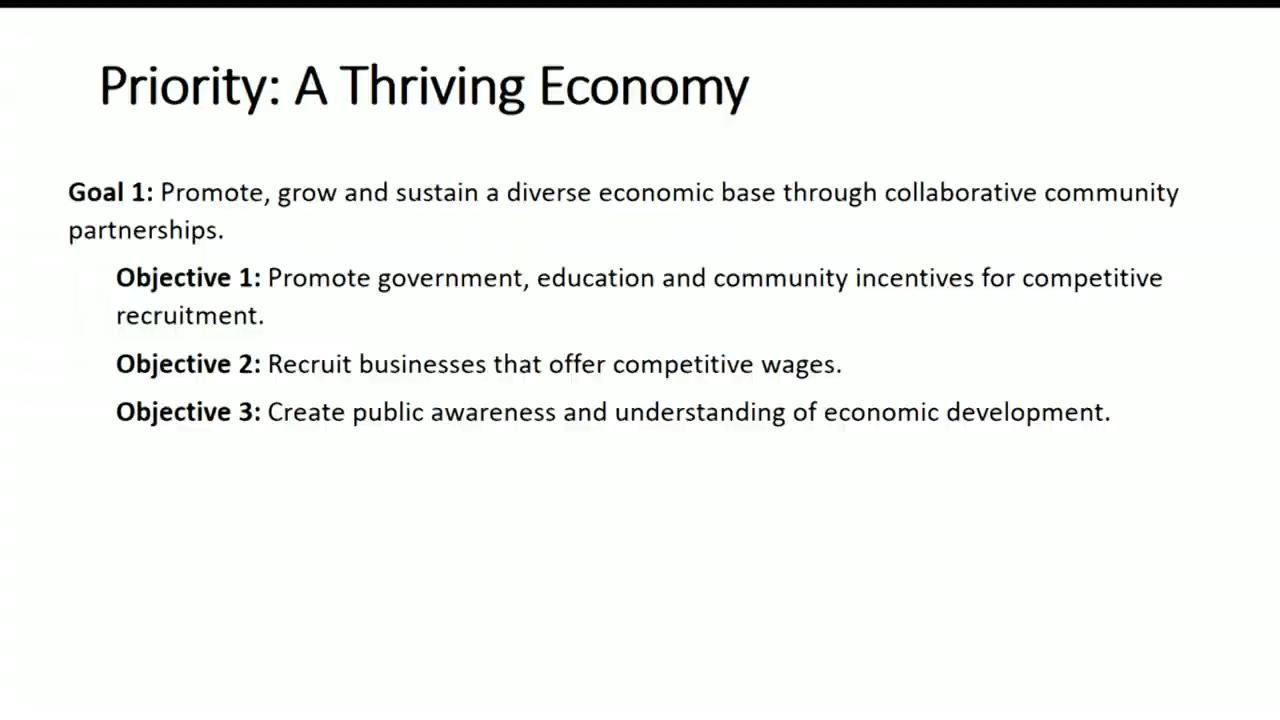 Priority: A Thriving Economy
Goal 1: Promote, grow and sustain a diverse economic base through collaborative community
partnerships.
Objective 1: Promote government, education and community incentives for competitive
recruitment.
Objective 2: Recruit businesses that offer competitive wages.
Objective 3: Create public awareness and understanding of economic development.